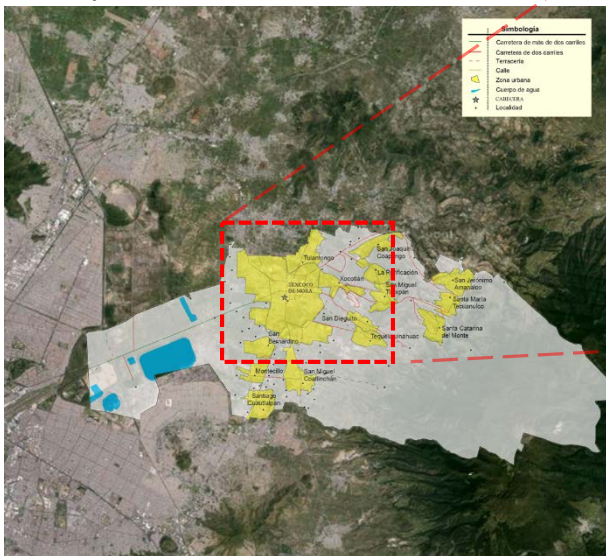 Simbología
Carretera de más de dos carriles
Carretera de dos carriles
Terracería
Calle
Zona urbana
Cuerpo de agua
CABECERA
Localidad
San Joaquín
Coapango
Tulantongo
La Purificación
Xocotlán
San Miguel
Tlaixpan
San Jerónimo
Amanalco
TEXCOCO
DE MORA
Santa María
Tecuanulco
San Dieguito
Santa Catarina
del Monte
Tequexquinahuac
San
Bernardino
Montecillo
San Miguel
Coatlinchán
Santiago
Cuautlalpan